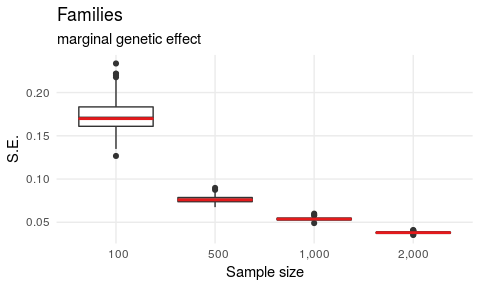 Families
marginal genetic effect
S.E.
0.20
0.15
0.10
0.05
100 500 1,000 2,000
Sample size